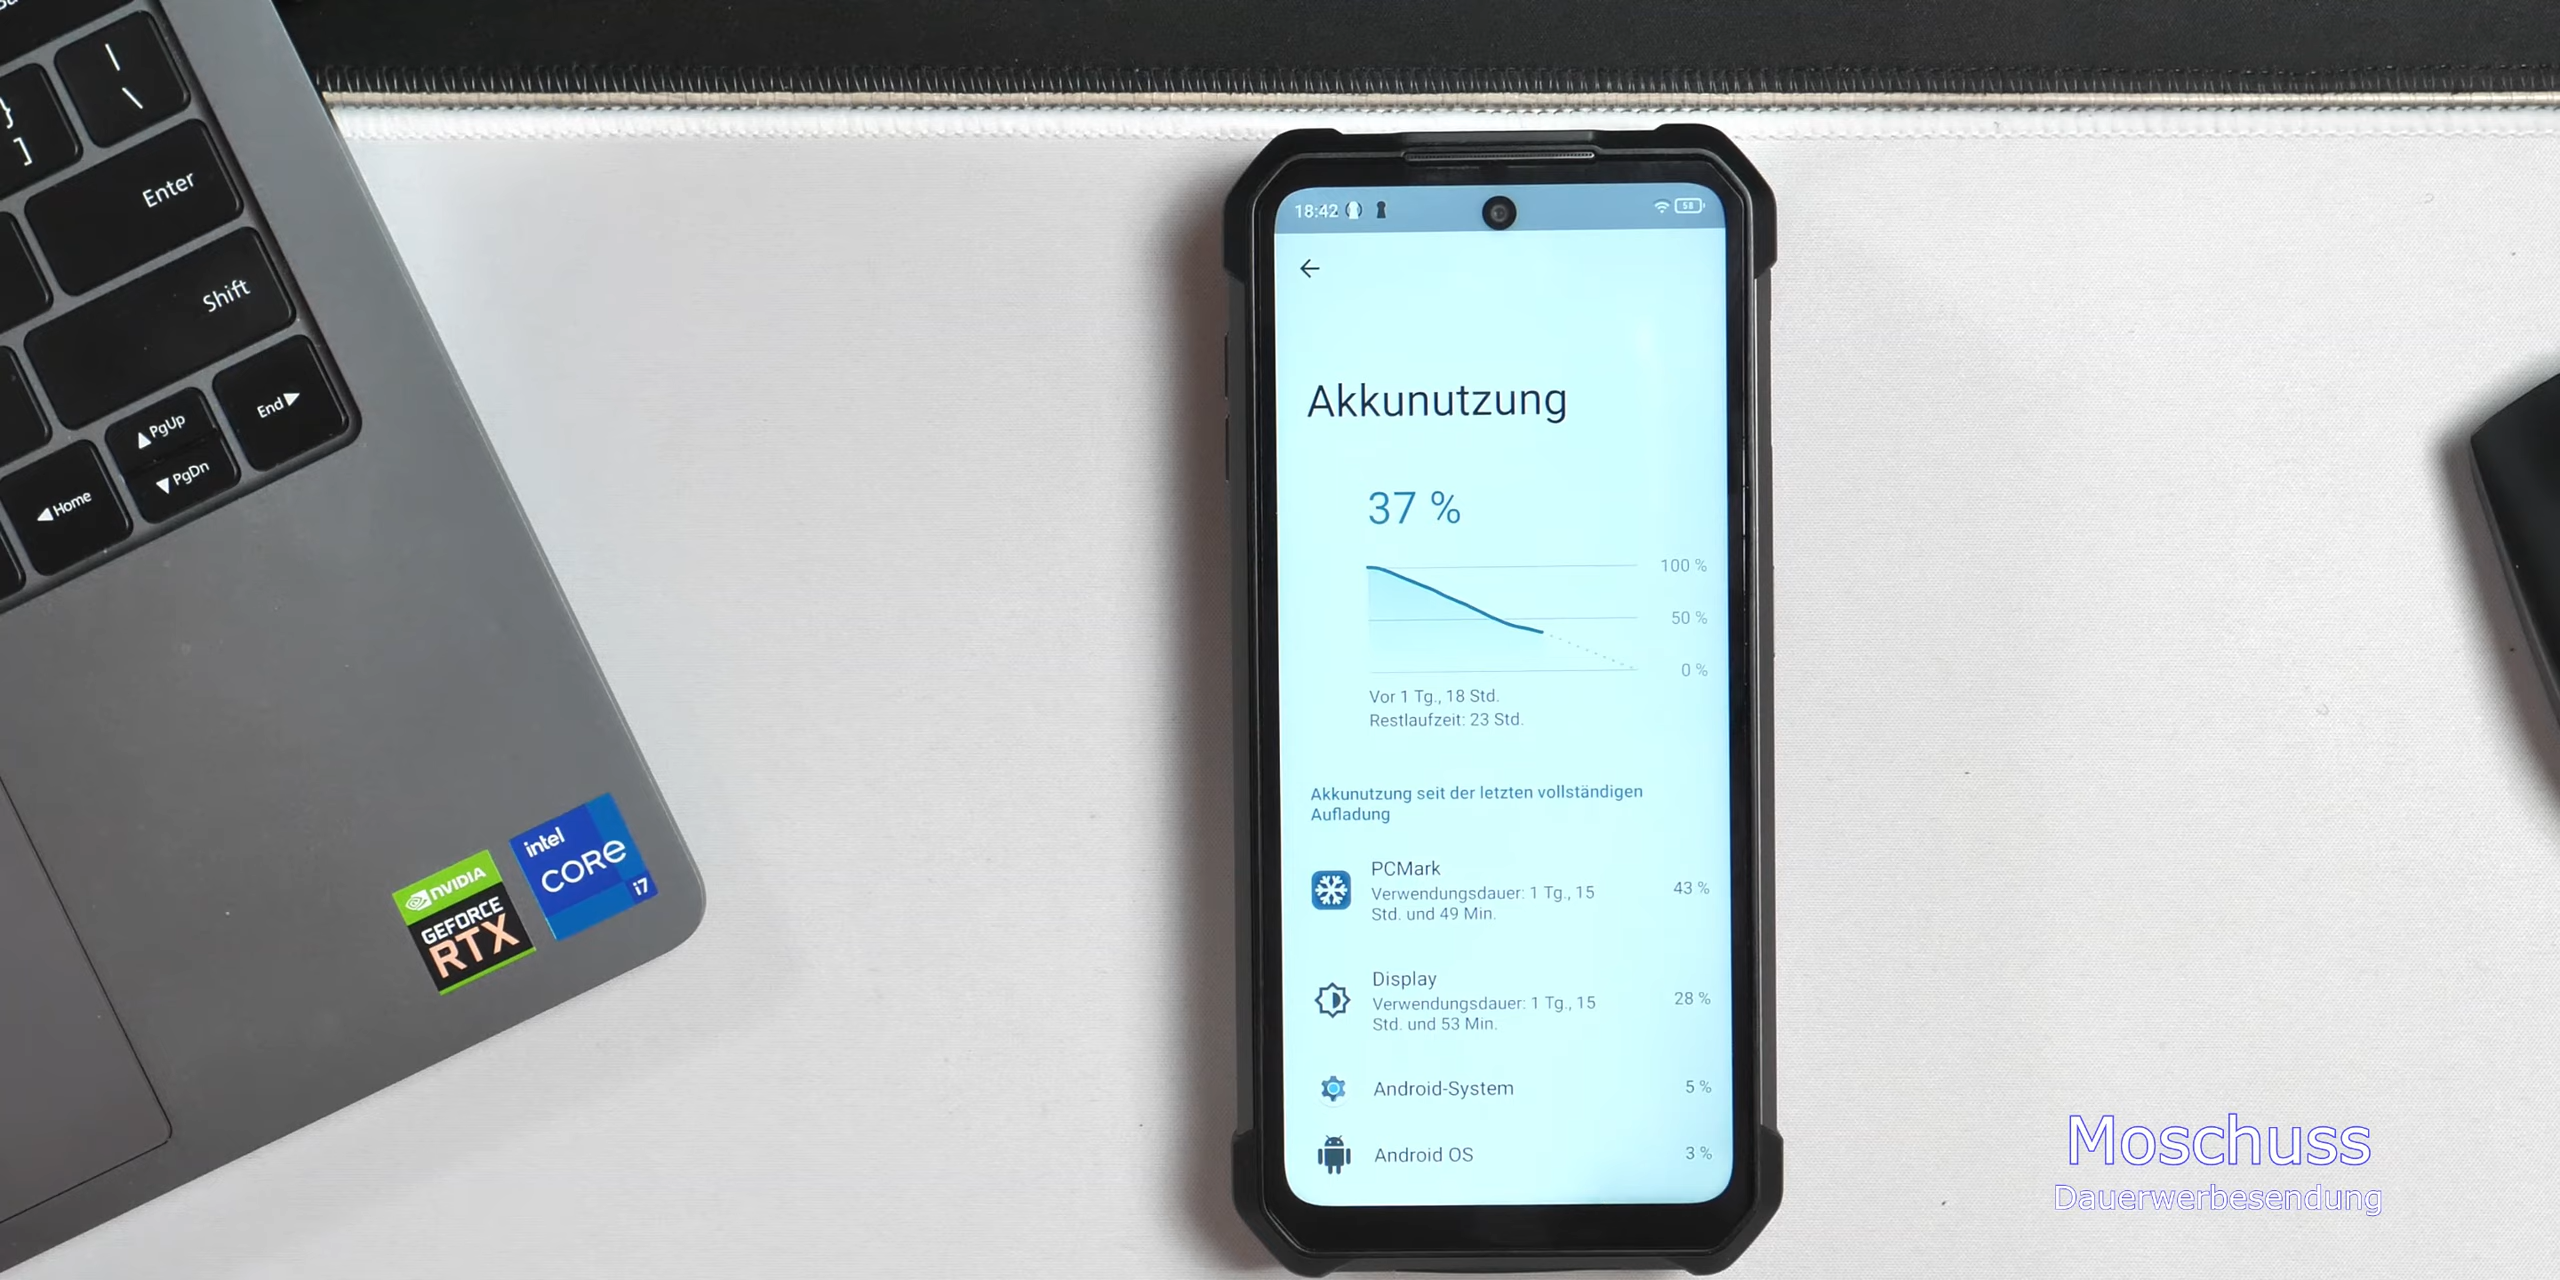 |
\
}
]
Enter
Shift
▲PgUp
▼PgDn
End▶
◀Home
NVIDIA
GEFORCE
RTX
intel
CORE
i7
18:42
58
Akkunutzung
37 %
100 %
50 %
0 %
Vor 1 Tg., 18 Std.
Restlaufzeit: 23 Std.
Akkunutzung seit der letzten vollständigen
Aufladung
PCMark
Verwendungsdauer: 1 Tg., 15
Std. und 49 Min.
43 %
Display
Verwendungsdauer: 1 Tg., 15
Std. und 53 Min.
28 %
Android-System
5 %
Android OS
3 %
Moschuss
Dauerwerbesendung